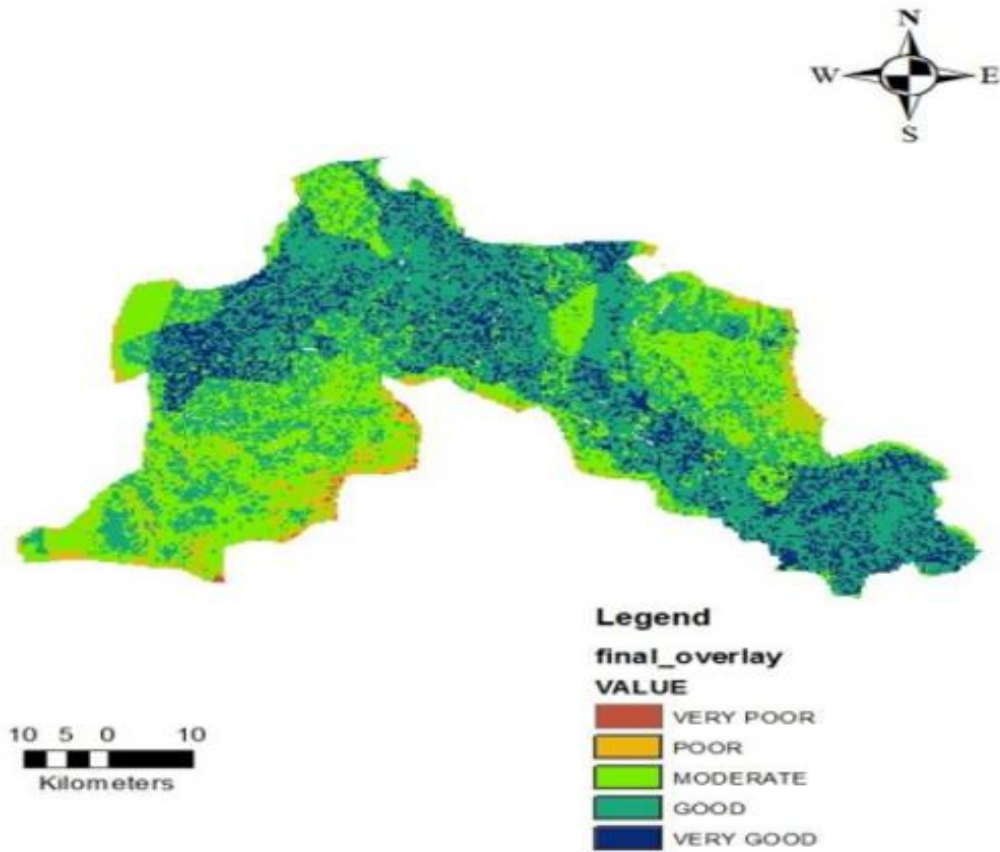 N
W E
S
Legend
final_overlay
VALUE
VERY POOR
POOR
MODERATE
GOOD
VERY GOOD
10 5 0 10
Kilometers